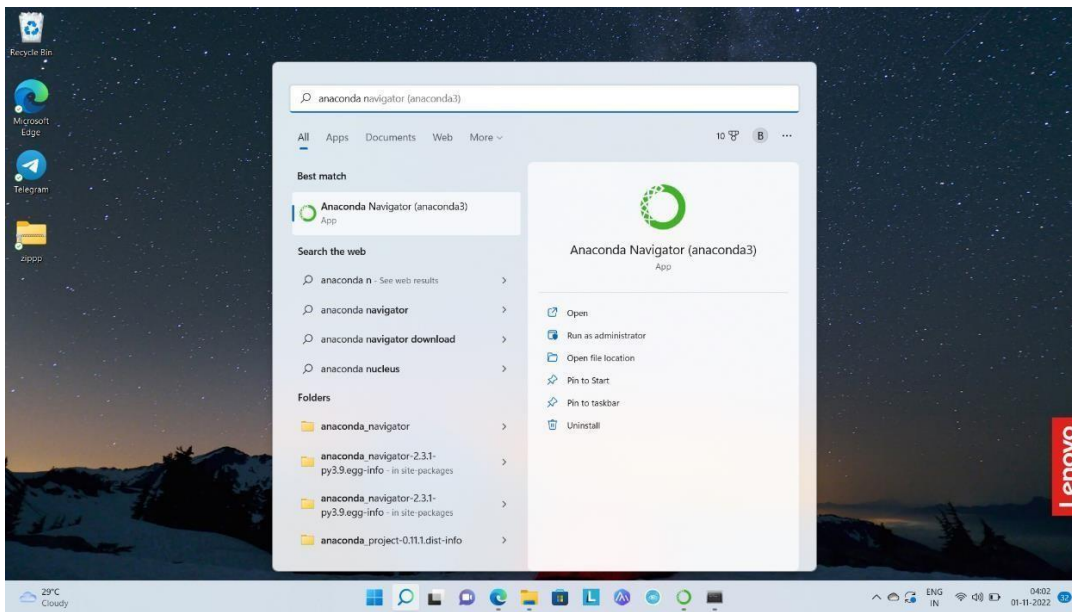 Recycle Bin
Microsoft
Edge
Telegram
zippp
anaconda navigator (anaconda3)
All Apps Documents Web More
10
B
...
Best match
Anaconda Navigator (anaconda3)
App
Search the web
anaconda n - See web results
anaconda navigator
anaconda navigator download
anaconda nucleus
Folders
anaconda_navigator
anaconda_navigator-2.3.1-
py3.9.egg-info - in site-packages
anaconda_navigator-2.3.1-
py3.9.egg-info - in site-packages
anaconda_project-0.11.1.dist-info
Anaconda Navigator (anaconda3)
App
Open
Run as administrator
Open file location
Pin to Start
Pin to taskbar
Uninstall
Lenovo
29°C
Cloudy
L
ENG
IN
04:02
01-11-2022
32